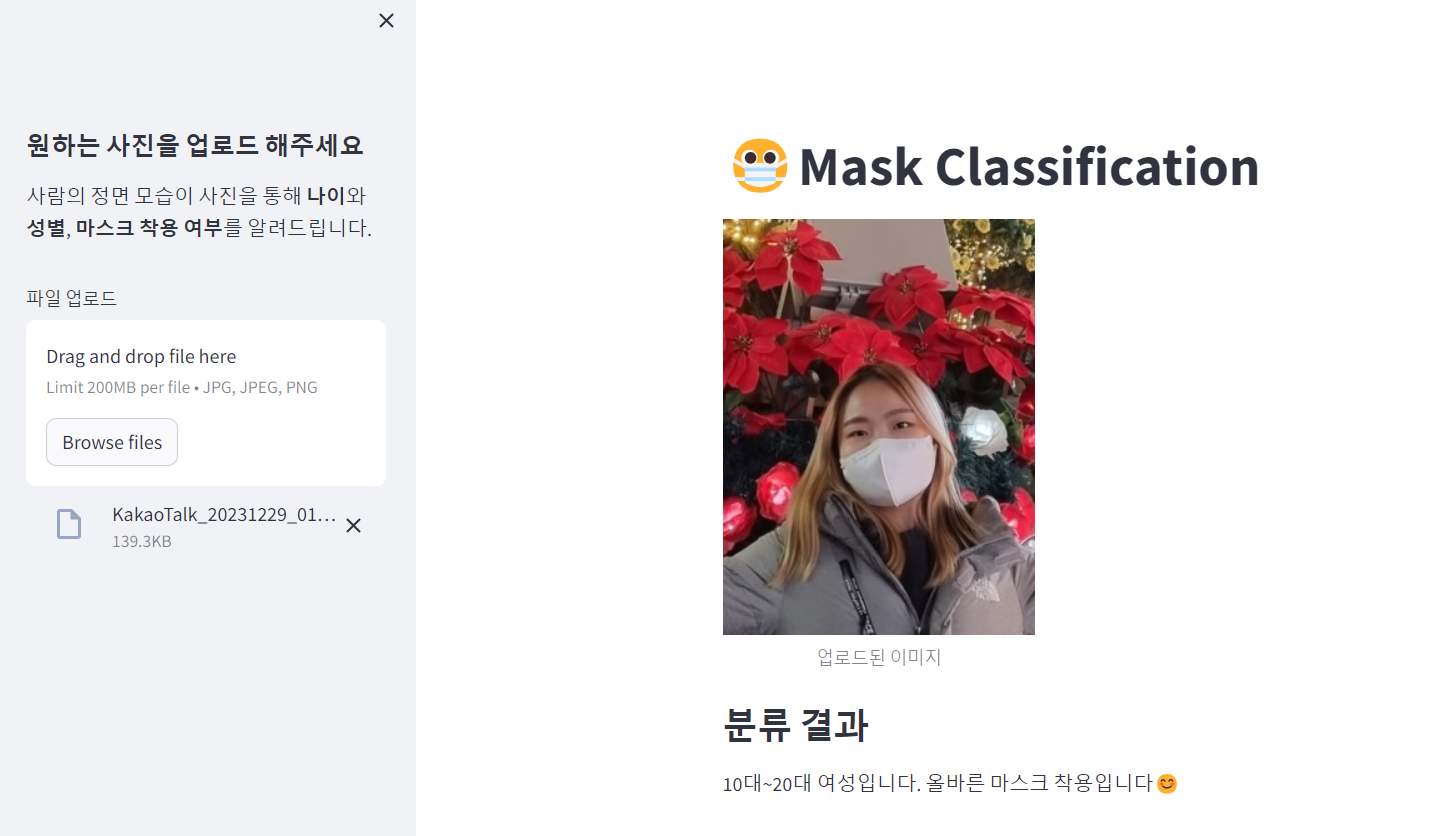 원하는 사진을 업로드 해주세요
사람의 정면 모습이 사진을 통해 나이와
성별, 마스크 착용 여부를 알려드립니다.
파일 업로드
Drag and drop file here
Limit 200MB per file • JPG, JPEG, PNG
Browse files
KakaoTalk_20231229_01…
139.3KB
😷 Mask Classification
업로드된 이미지
분류 결과
10대~20대 여성입니다. 올바른 마스크 착용입니다😊